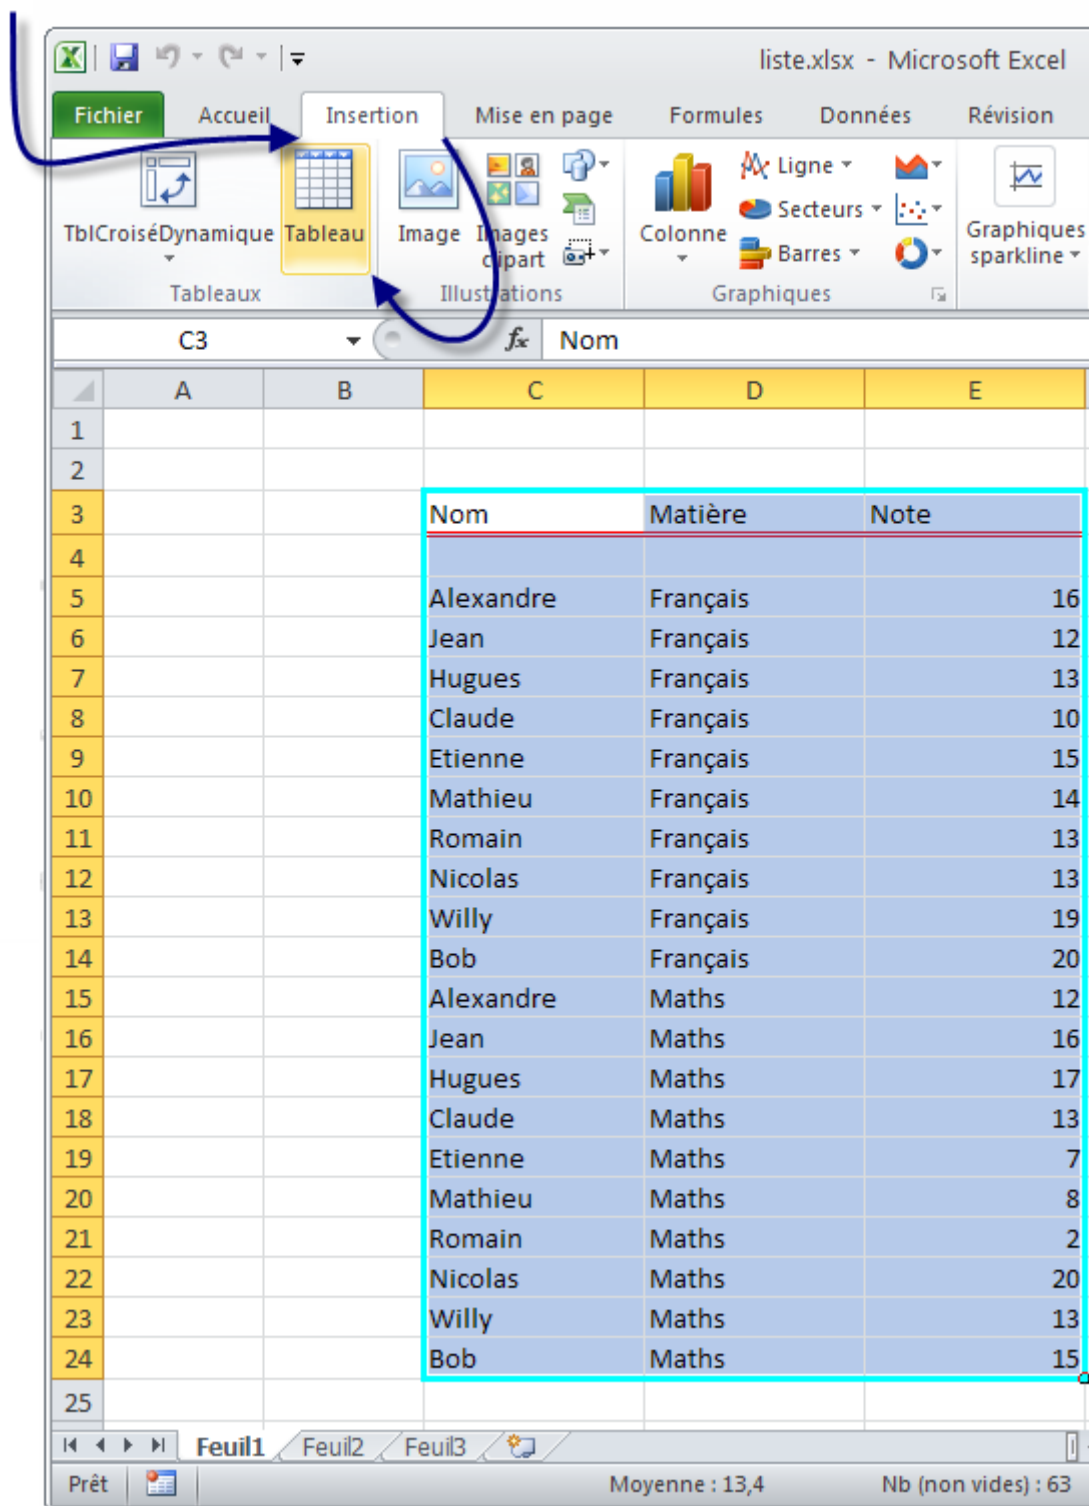 liste.xlsx - Microsoft Excel
Fichier Accueil Insertion Mise en page Formules Données Révision
TblCroiséDynamique Tableau Image Images clipart Colonne Ligne Secteurs Barres Graphiques sparkline
Tableaux Illustrations Graphiques
C3 fx Nom
A B C D E
1
2
3 Nom Matière Note
4
5 Alexandre Français 16
6 Jean Français 12
7 Hugues Français 13
8 Claude Français 10
9 Etienne Français 15
10 Mathieu Français 14
11 Romain Français 13
12 Nicolas Français 13
13 Willy Français 19
14 Bob Français 20
15 Alexandre Maths 12
16 Jean Maths 16
17 Hugues Maths 17
18 Claude Maths 13
19 Etienne Maths 7
20 Mathieu Maths 8
21 Romain Maths 2
22 Nicolas Maths 20
23 Willy Maths 13
24 Bob Maths 15
25
Feuil1 Feuil2 Feuil3
Prêt Moyenne : 13,4 Nb (non vides) : 63